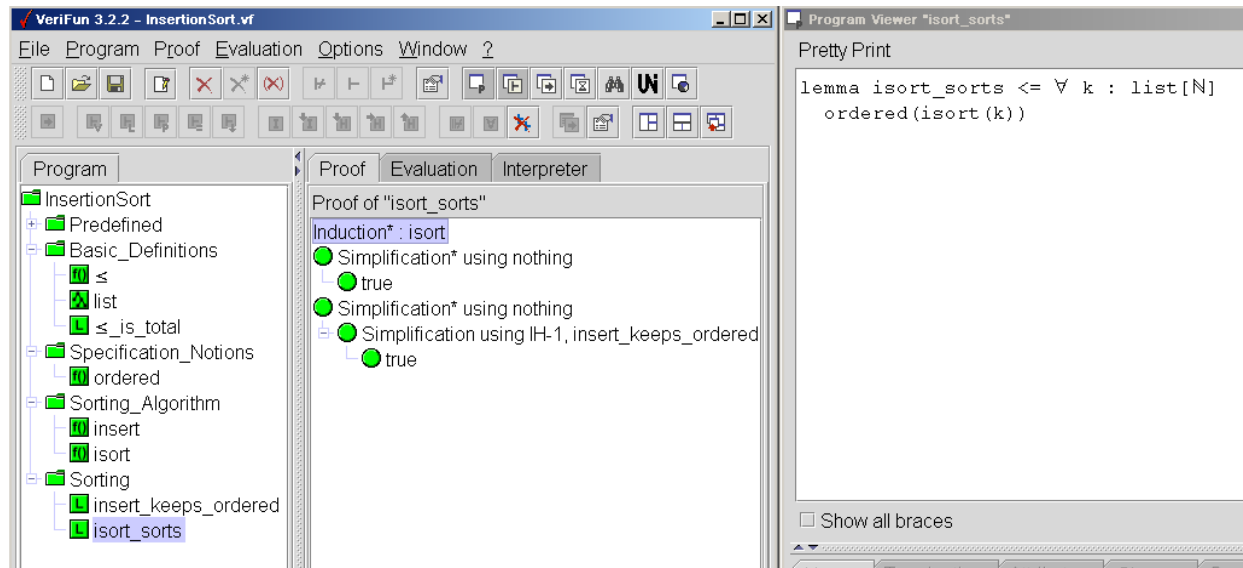 VeriFun 3.2.2 - InsertionSort.vf
File Program Proof Evaluation Options Window ?
Program
InsertionSort
Predefined
Basic_Definitions
f() ≤
list
L ≤_is_total
Specification_Notions
f() ordered
Sorting_Algorithm
f() insert
f() isort
Sorting
L insert_keeps_ordered
L isort_sorts
Proof Evaluation Interpreter
Proof of "isort_sorts"
Induction* : isort
Simplification* using nothing
true
Simplification* using nothing
Simplification using IH-1, insert_keeps_ordered
true
Program Viewer "isort_sorts"
Pretty Print
lemma isort_sorts <= ∀ k : list[ℕ]
ordered(isort(k))
Show all braces